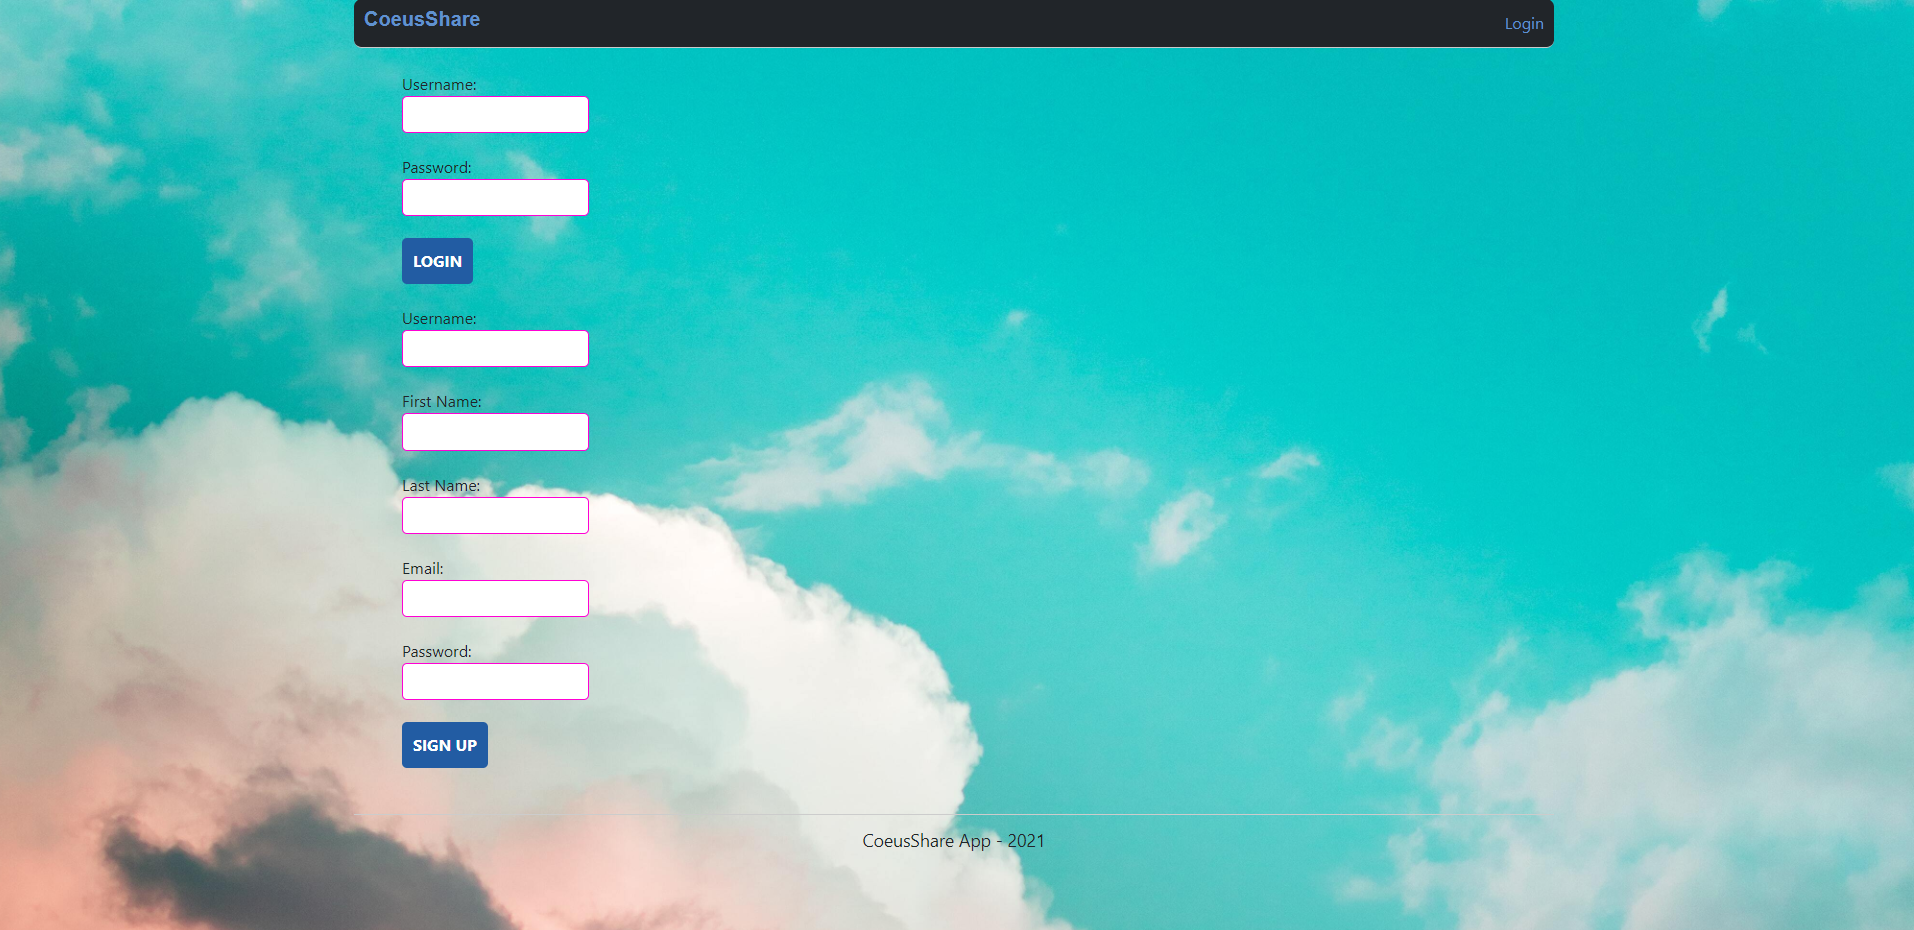 CoeusShare
Login
Username:
Password:
LOGIN
Username:
First Name:
Last Name:
Email:
Password:
SIGN UP
CoeusShare App - 2021